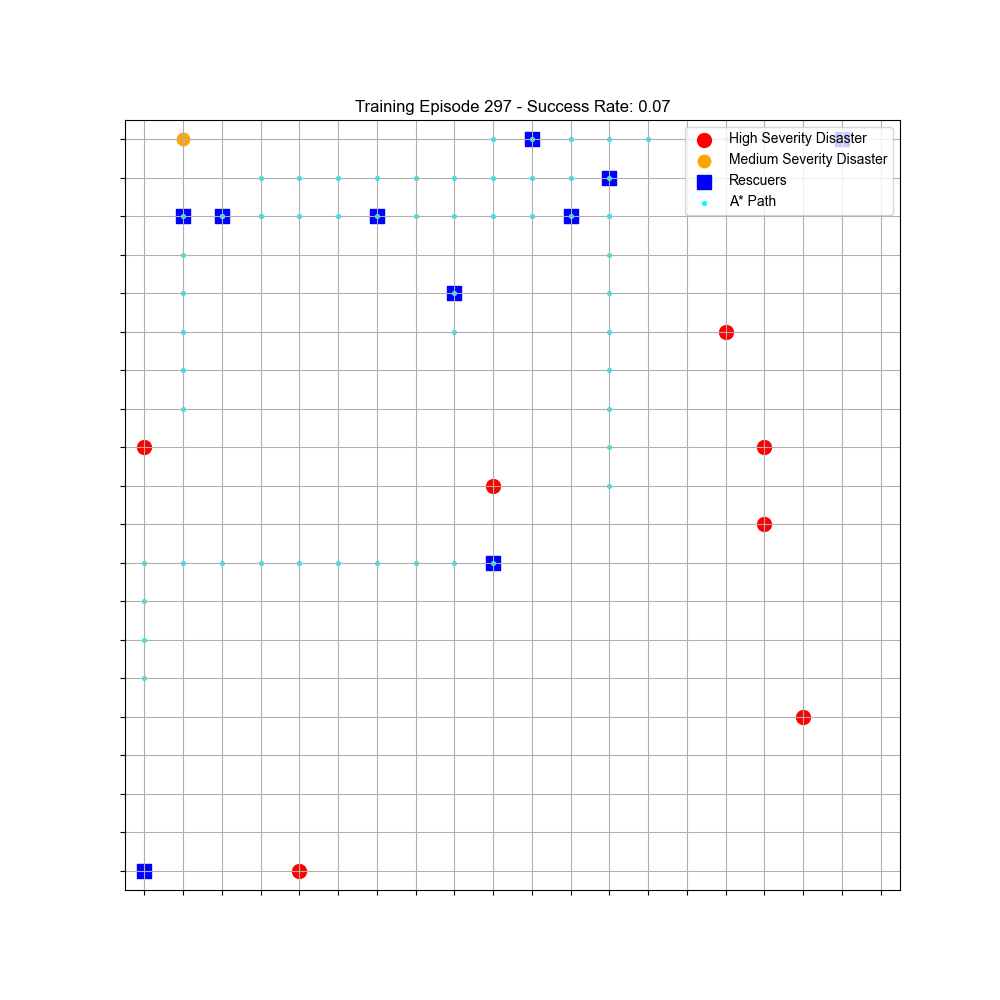 Training Episode 297 - Success Rate: 0.07
High Severity Disaster
Medium Severity Disaster
Rescuers
A* Path